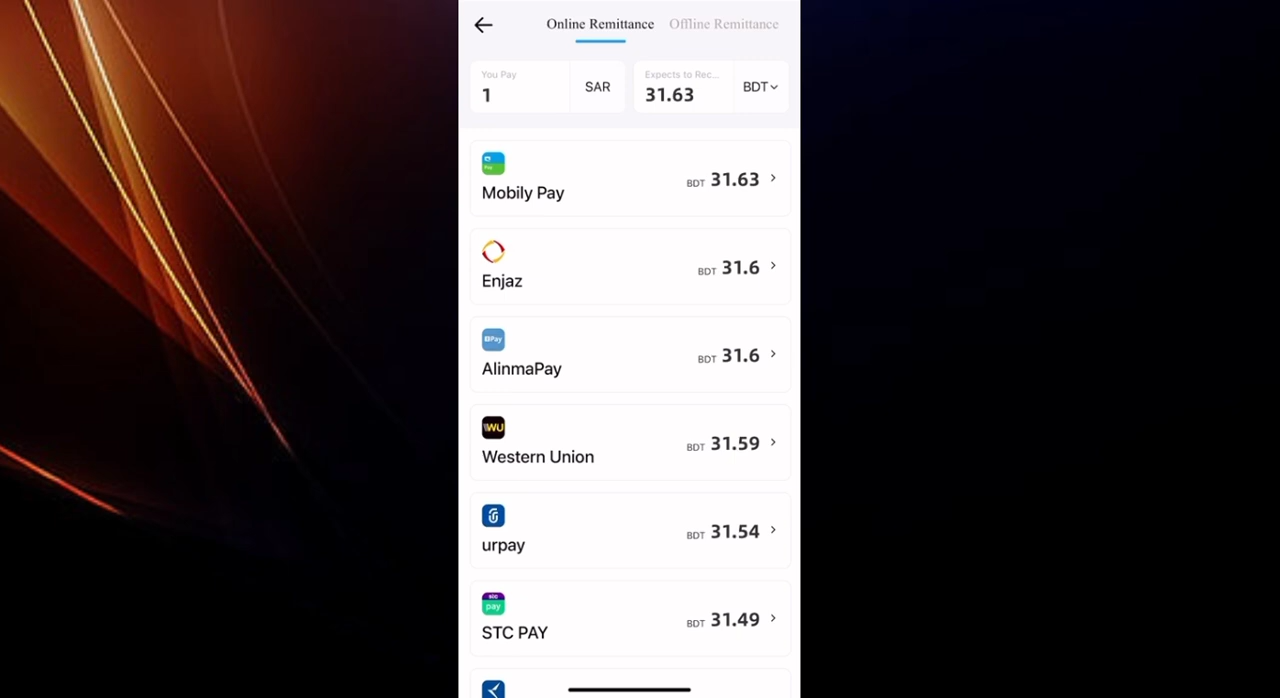 Online Remittance Offline Remittance
You Pay
1
SAR
Expects to Rec...
31.63
BDT
Pay
Mobily Pay
BDT 31.63
Enjaz
BDT 31.6
Pay
AlinmaPay
BDT 31.6
WU
Western Union
BDT 31.59
urpay
BDT 31.54
stc
pay
STC PAY
BDT 31.49